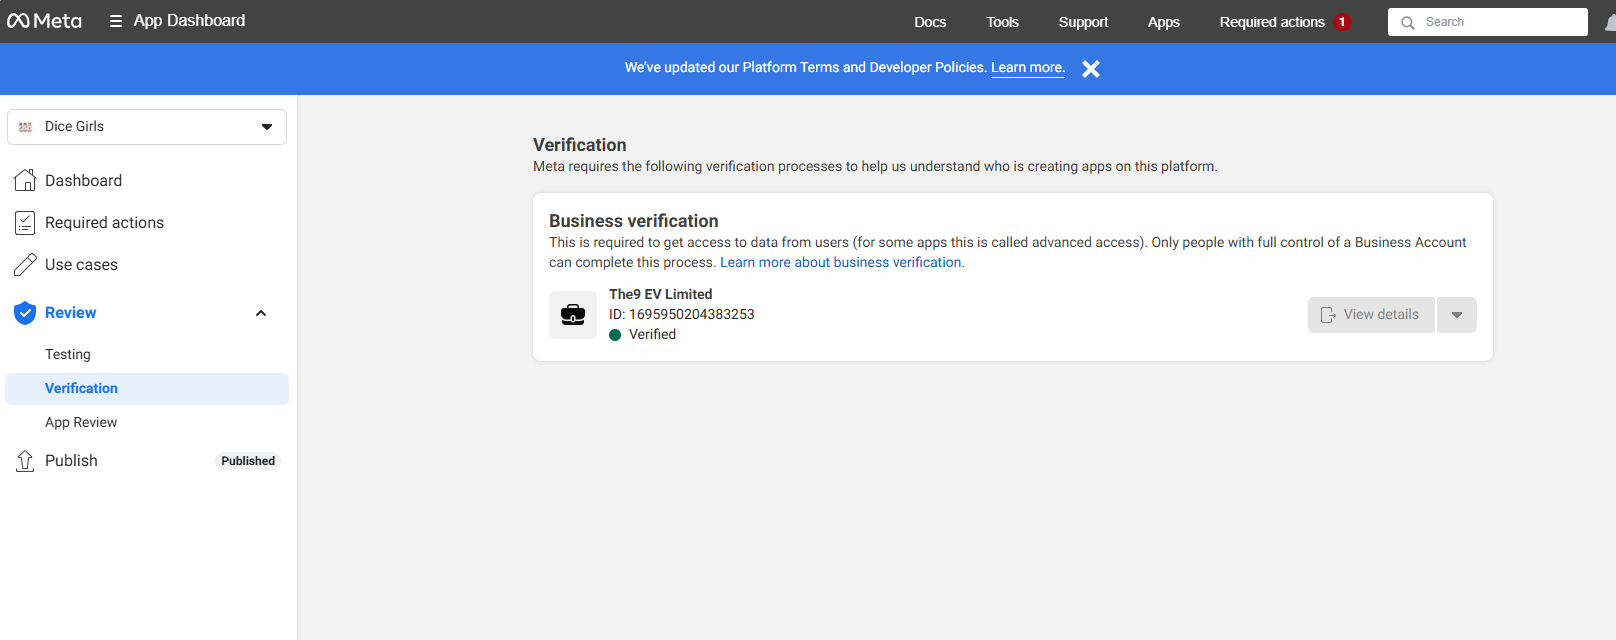 Meta
App Dashboard
Docs
Tools
Support
Apps
Required actions 1
Search
We've updated our Platform Terms and Developer Policies. Learn more.
Dice Girls
Dashboard
Required actions
Use cases
Review
Testing
Verification
App Review
Publish
Published
Verification
Meta requires the following verification processes to help us understand who is creating apps on this platform.
Business verification
This is required to get access to data from users (for some apps this is called advanced access). Only people with full control of a Business Account
can complete this process. Learn more about business verification.
The9 EV Limited
ID: 1695950204383253
Verified
View details